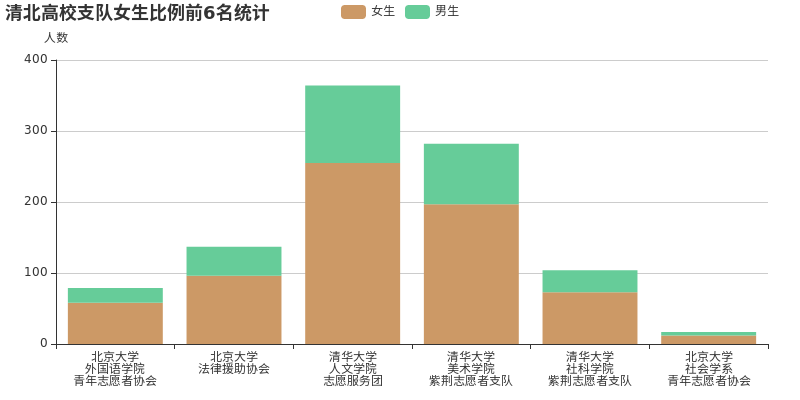 清北高校支队女生比例前6名统计
女生
男生
人数
400
300
200
100
0
北京大学
外国语学院
青年志愿者协会
北京大学
法律援助协会
清华大学
人文学院
志愿服务团
清华大学
美术学院
紫荆志愿者支队
清华大学
社科学院
紫荆志愿者支队
北京大学
社会学系
青年志愿者协会